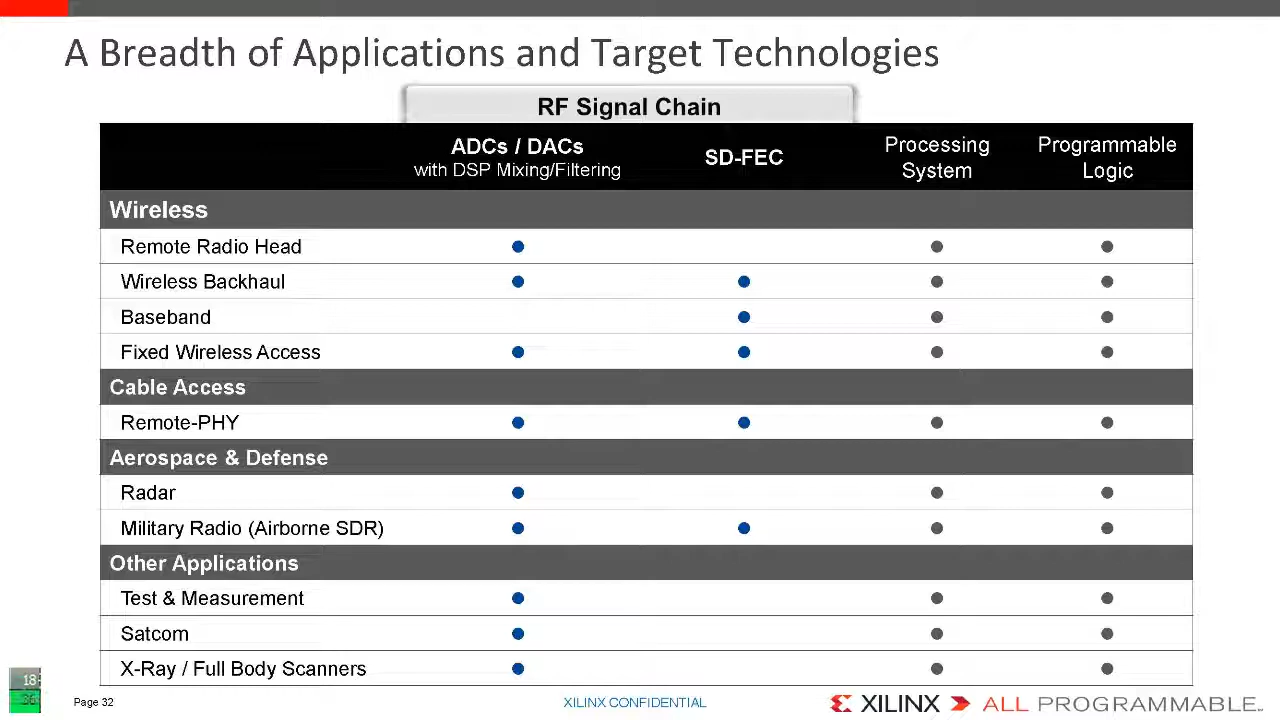 A Breadth of Applications and Target Technologies
RF Signal Chain
ADCs / DACs
with DSP Mixing/Filtering
SD-FEC
Processing
System
Programmable
Logic
Wireless
Remote Radio Head
Wireless Backhaul
Baseband
Fixed Wireless Access
Cable Access
Remote-PHY
Aerospace & Defense
Radar
Military Radio (Airborne SDR)
Other Applications
Test & Measurement
Satcom
X-Ray / Full Body Scanners
18
36
Page 32
XILINX CONFIDENTIAL
XILINX
ALL PROGRAMMABLE